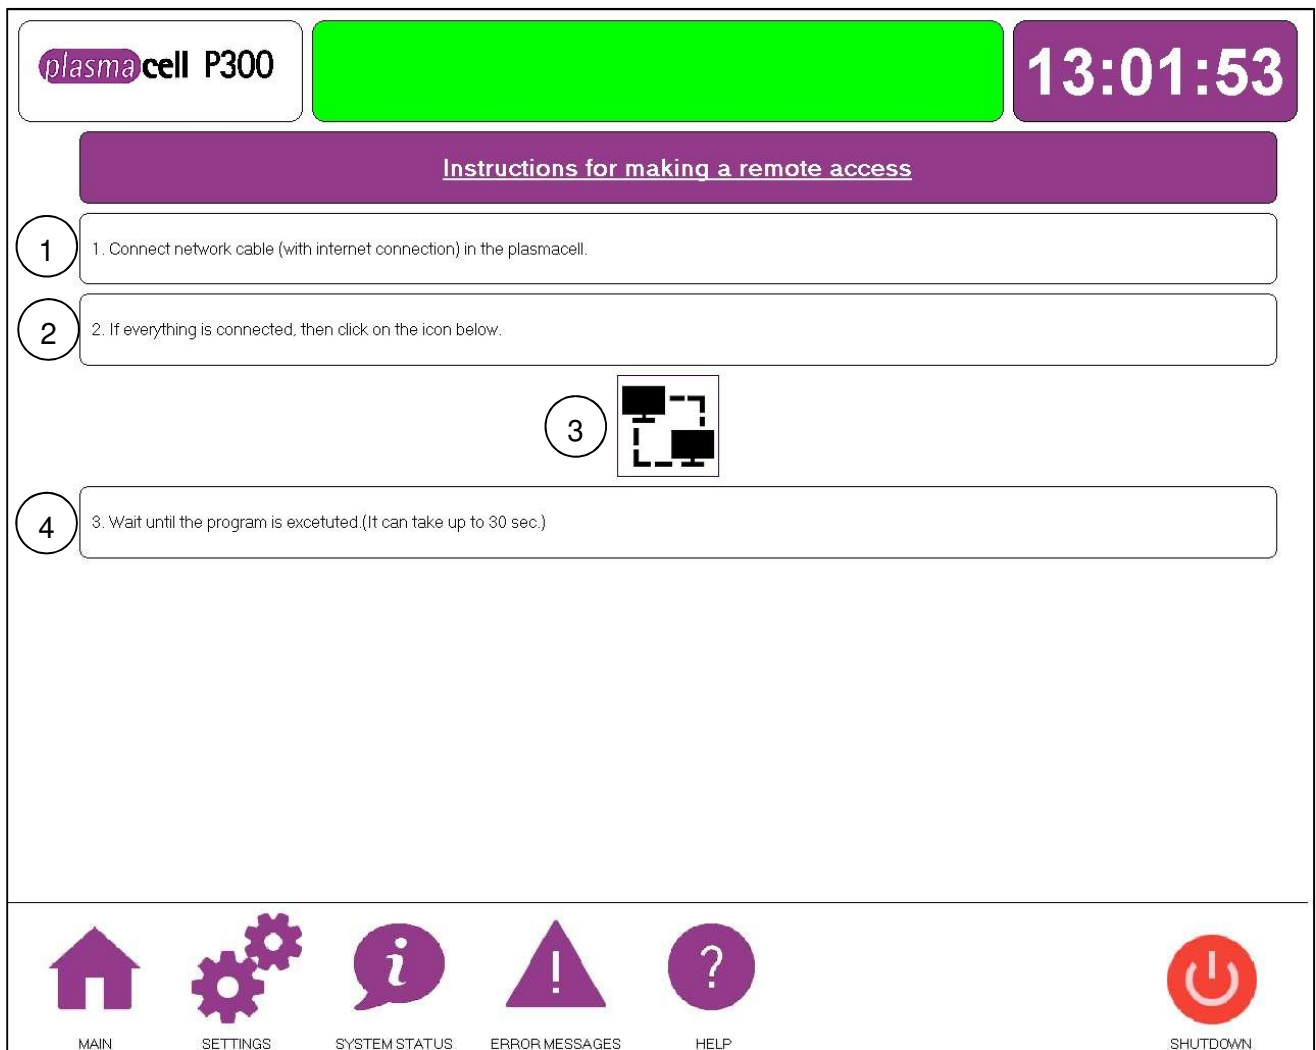 plasmacell P300
13:01:53
Instructions for making a remote access
1
1. Connect network cable (with internet connection) in the plasmacell.
2
2. If everything is connected, then click on the icon below.
3
4
3. Wait until the program is excetuted.(It can take up to 30 sec.)
i
!
?
MAIN
SETTINGS
SYSTEM STATUS
ERROR MESSAGES
HELP
SHUTDOWN